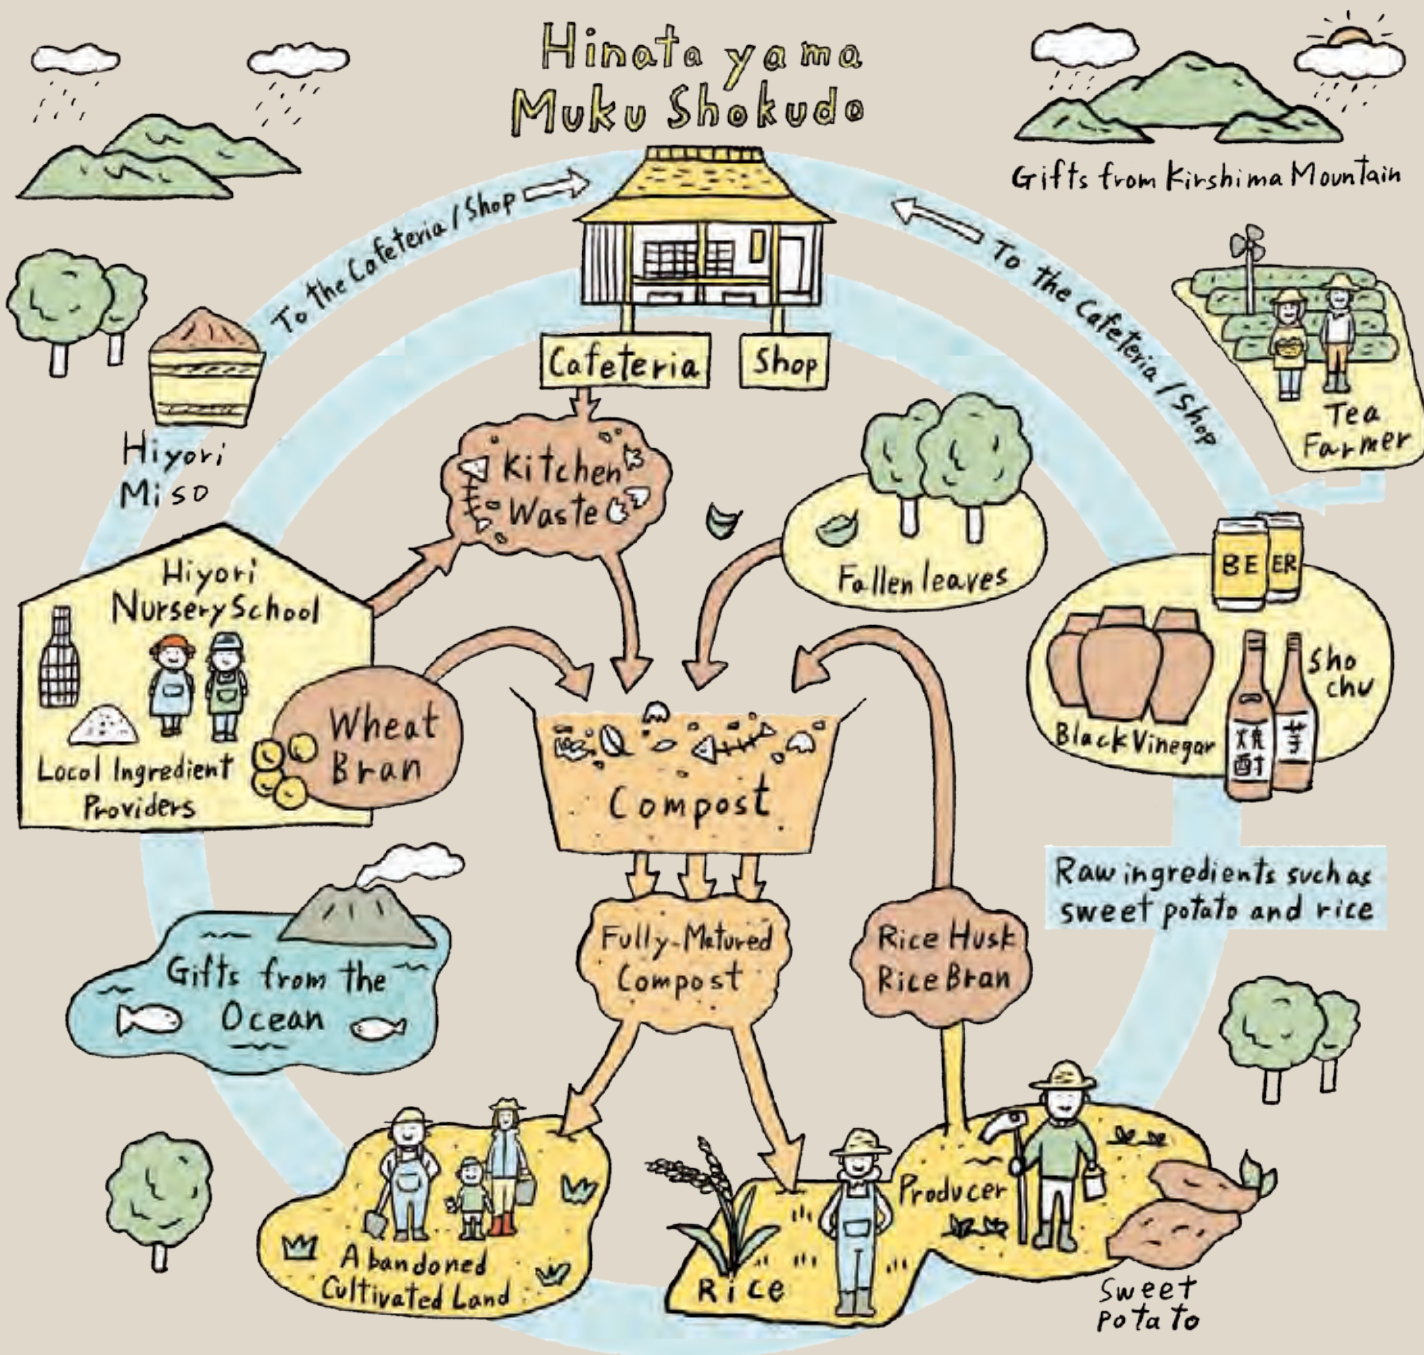 Hinata yama
Muku Shokudo
Gifts from Kirshima Mountain
To the Cafeteria / Shop
To the Cafeteria / Shop
Cafeteria
Shop
Tea
Farmer
Hiyori
Miso
Kitchen
Waste
Fallen leaves
BE ER
Hiyori
Nursery School
Sho
chu
Black Vinegar
焼
酎
芋
Wheat
Bran
Local Ingredient
Providers
Compost
Raw ingredients such as
sweet potato and rice
Fully-Matured
Compost
Rice Husk
Rice Bran
Gifts from the
Ocean
Producer
Abandoned
Cultivated Land
Rice
Sweet
potato